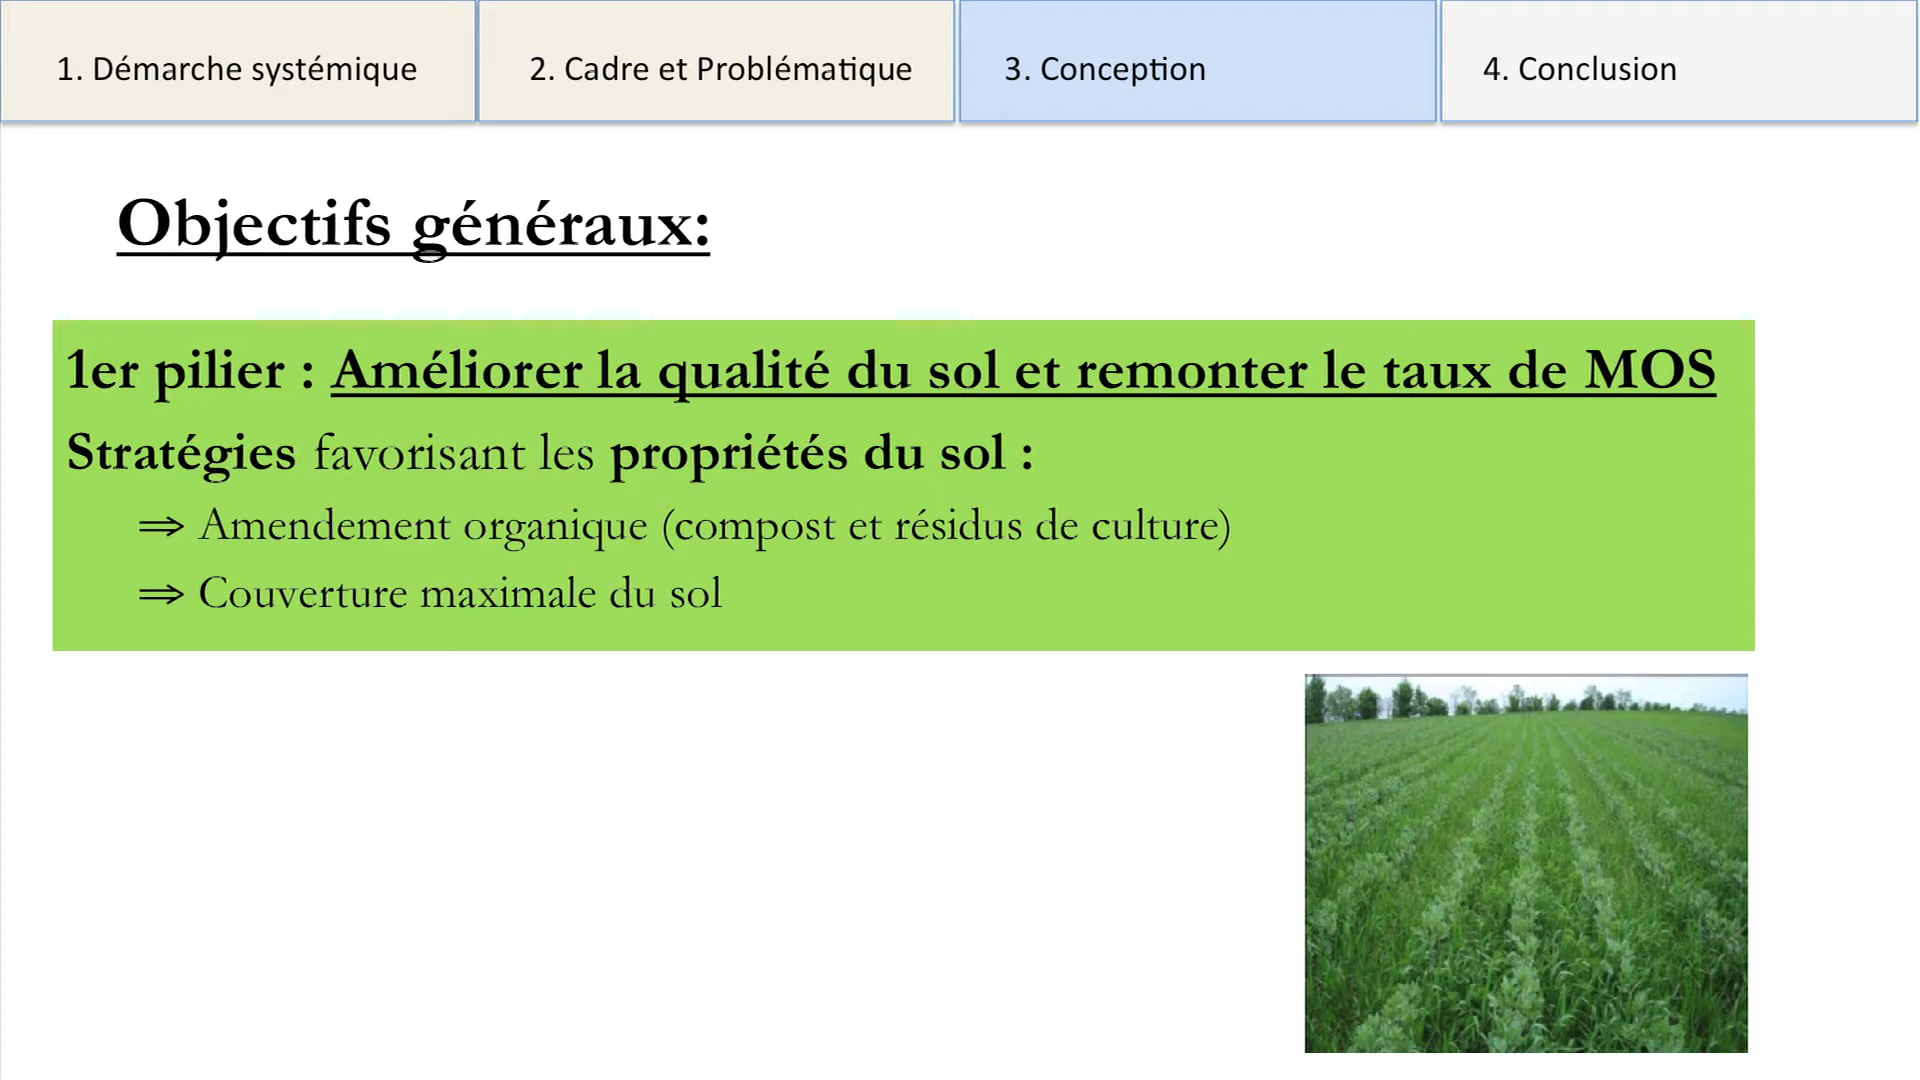 1. Démarche systémique
2. Cadre et Problématique
3. Conception
4. Conclusion
Objectifs généraux:
1er pilier : Améliorer la qualité du sol et remonter le taux de MOS
Stratégies favorisant les propriétés du sol :
⇒ Amendement organique (compost et résidus de culture)
⇒ Couverture maximale du sol